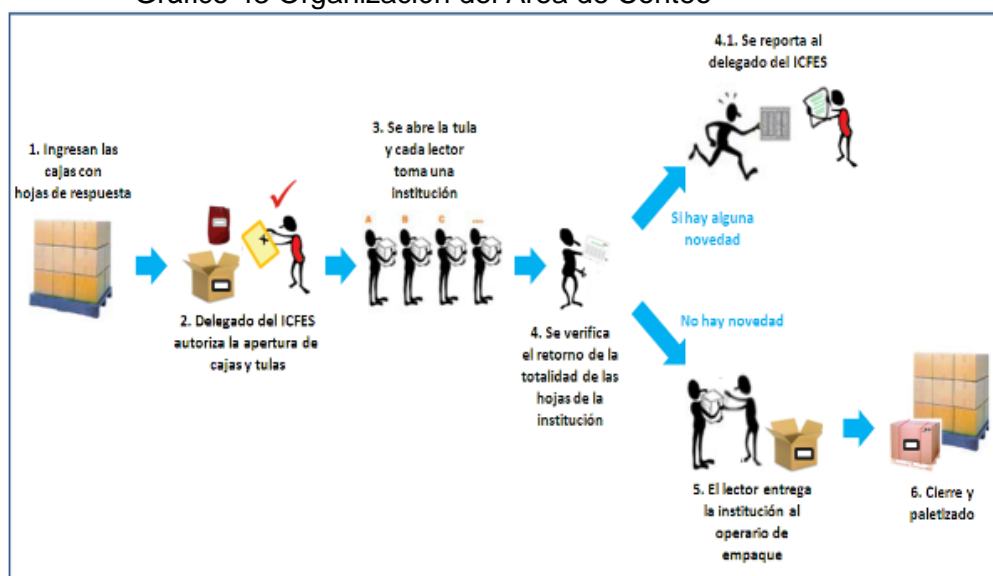 Gráfico 48 Organización del Área de Conteo
1. Ingresan las
cajas con
hojas de respuesta
2. Delegado del ICFES
autoriza la apertura de
cajas y tulas
3. Se abre la tula
y cada lector
toma una
institución
A B C ....
4. Se verifica
el retorno de la
totalidad de las
hojas de la
institución
4.1. Se reporta al
delegado del ICFES
Si hay alguna
novedad
No hay novedad
5. El lector entrega
la institución al
operario de
empaque
6. Cierre y
paletizado